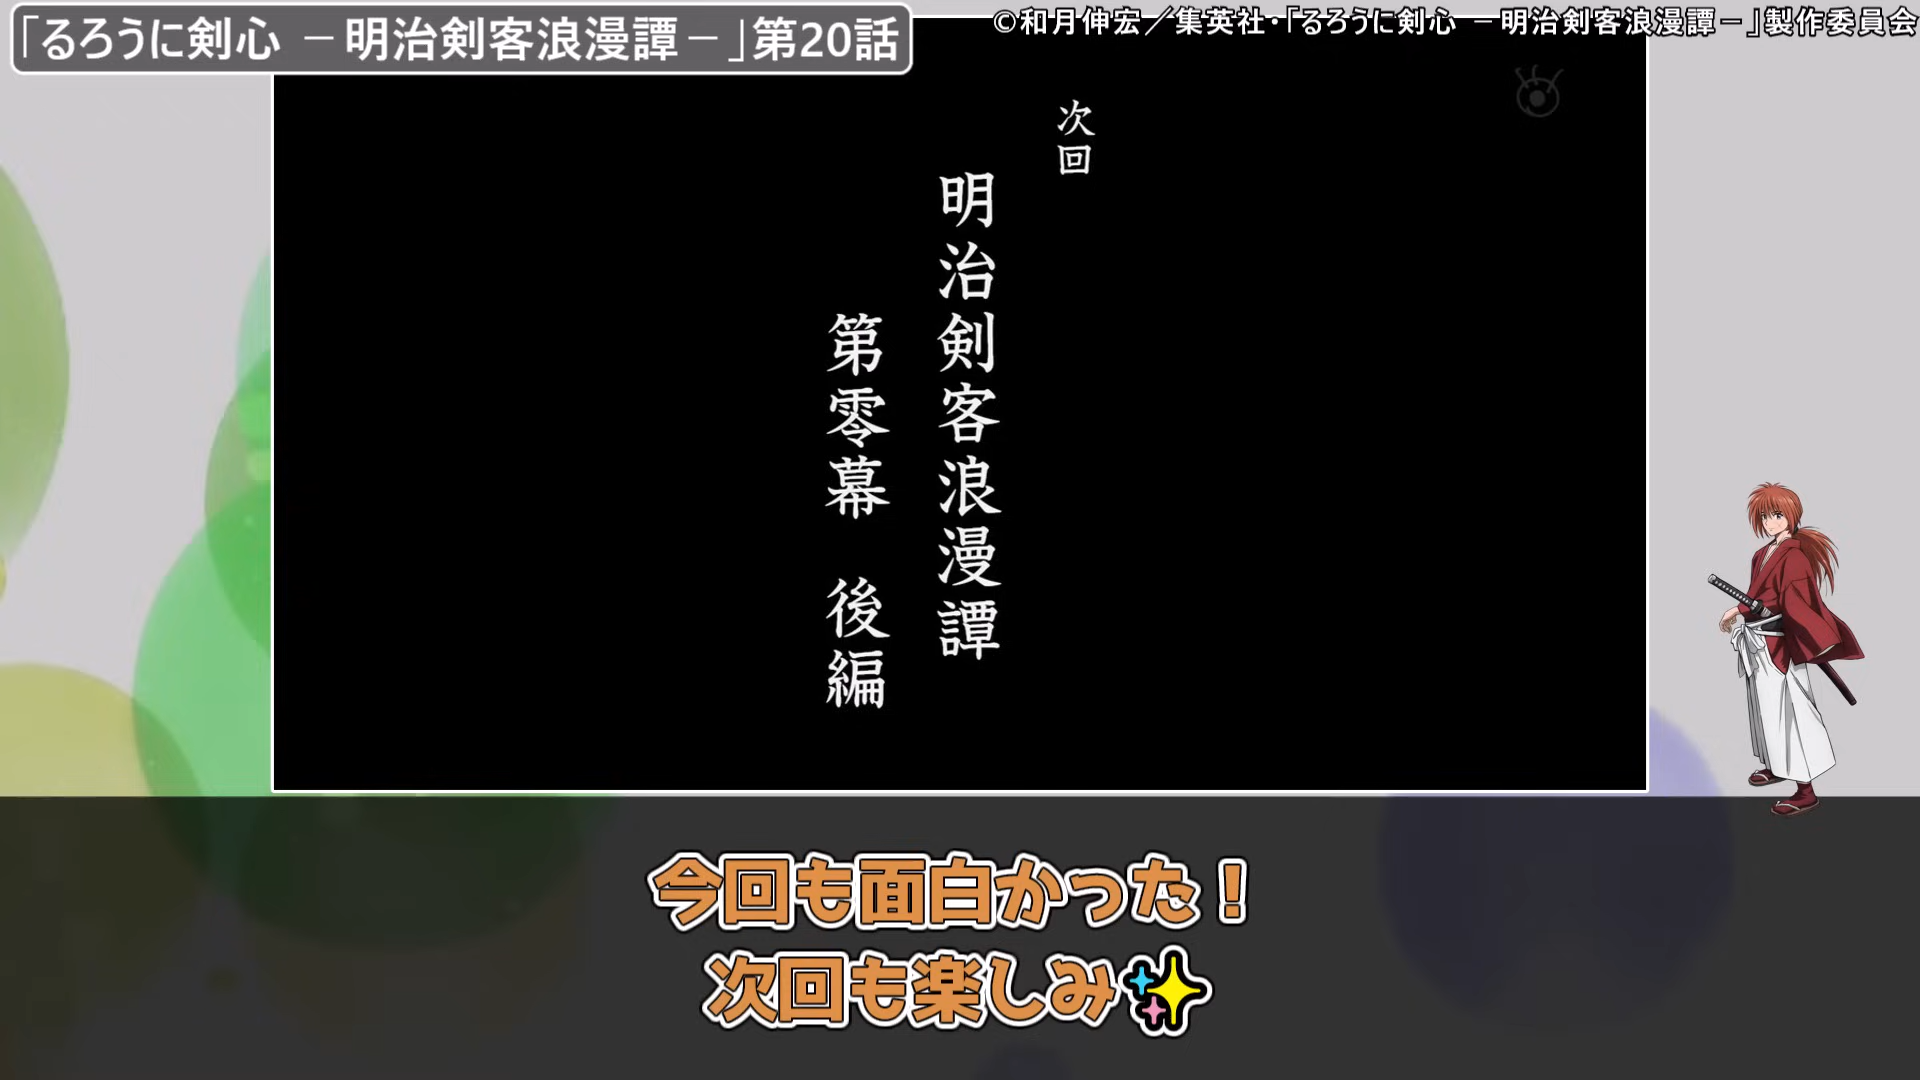 「るろうに剣心 －明治剣客浪漫譚－」第20話
©和月伸宏／集英社・「るろうに剣心 －明治剣客浪漫譚－」製作委員会
次回
明治剣客浪漫譚
第零幕　後編
今回も面白かった！
次回も楽しみ✨